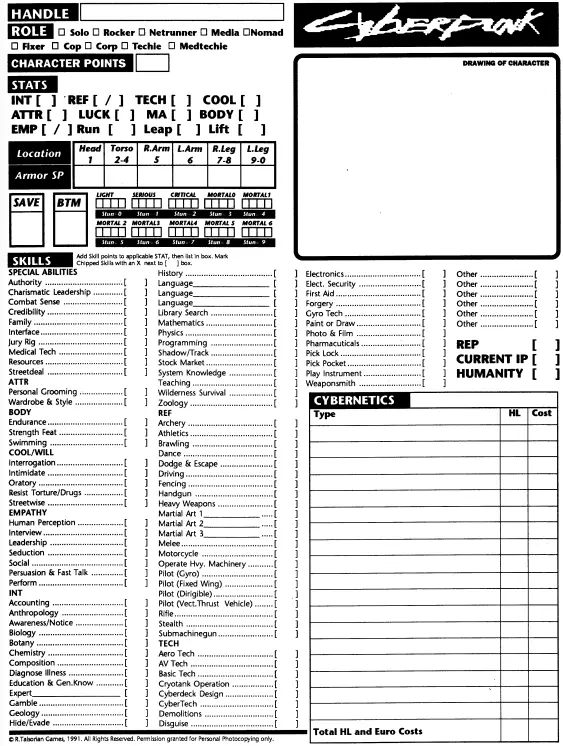 HANDLE
ROLE □ Solo □ Rocker □ Netrunner □ Media □Nomad
□ Fixer □ Cop □ Corp □ Techie □ Medtechie
CHARACTER POINTS
STATS
INT [ ] REF [ / ] TECH [ ] COOL [ ]
ATTR [ ] LUCK [ ] MA [ ] BODY [ ]
EMP [ / ] Run [ ] Leap [ ] Lift [ ]
Location Head 1 Torso 2-4 R.Arm 5 L.Arm 6 R.Leg 7-8 L.Leg 9-0
Armor SP
SAVE BTM
LIGHT SERIOUS CRITICAL MORTAL0 MORTAL1
Stun 0 Stun 1 Stun 2 Stun 3 Stun 4
MORTAL 2 MORTAL3 MORTAL4 MORTAL 5 MORTAL 6
Stun 5 Stun 6 Stun 7 Stun 8 Stun 9
CYBERPUNK
DRAWING OF CHARACTER
SKILLS
Add Skill points to applicable STAT, then list in box. Mark
Chipped Skills with an X next to [ ] box.
SPECIAL ABILITIES
Authority [ ]
Charismatic Leadership [ ]
Combat Sense [ ]
Credibility [ ]
Family [ ]
Interface [ ]
Jury Rig [ ]
Medical Tech [ ]
Resources [ ]
Streetdeal [ ]
ATTR
Personal Grooming [ ]
Wardrobe & Style [ ]
BODY
Endurance [ ]
Strength Feat [ ]
Swimming [ ]
COOL/WILL
Interrogation [ ]
Intimidate [ ]
Oratory [ ]
Resist Torture/Drugs [ ]
Streetwise [ ]
EMPATHY
Human Perception [ ]
Interview [ ]
Leadership [ ]
Seduction [ ]
Social [ ]
Persuasion & Fast Talk [ ]
Perform [ ]
INT
Accounting [ ]
Anthropology [ ]
Awareness/Notice [ ]
Biology [ ]
Botany [ ]
Chemistry [ ]
Composition [ ]
Diagnose Illness [ ]
Education & Gen.Know [ ]
Expert [ ]
Gamble [ ]
Geology [ ]
Hide/Evade [ ]
History [ ]
Language [ ]
Language [ ]
Language [ ]
Library Search [ ]
Mathematics [ ]
Physics [ ]
Programming [ ]
Shadow/Track [ ]
Stock Market [ ]
System Knowledge [ ]
Teaching [ ]
Wilderness Survival [ ]
Zoology [ ]
REF
Archery [ ]
Athletics [ ]
Brawling [ ]
Dance [ ]
Dodge & Escape [ ]
Driving [ ]
Fencing [ ]
Handgun [ ]
Heavy Weapons [ ]
Martial Art 1 [ ]
Martial Art 2 [ ]
Martial Art 3 [ ]
Melee [ ]
Motorcycle [ ]
Operate Hvy. Machinery [ ]
Pilot (Gyro) [ ]
Pilot (Fixed Wing) [ ]
Pilot (Dirigible) [ ]
Pilot (Vect.Thrust Vehicle) [ ]
Rifle [ ]
Stealth [ ]
Submachinegun [ ]
TECH
Aero Tech [ ]
AV Tech [ ]
Basic Tech [ ]
Cryotank Operation [ ]
Cyberdeck Design [ ]
CyberTech [ ]
Demolitions [ ]
Disguise [ ]
Electronics [ ]
Elect. Security [ ]
First Aid [ ]
Forgery [ ]
Gyro Tech [ ]
Paint or Draw [ ]
Photo & Film [ ]
Pharmaceuticals [ ]
Pick Lock [ ]
Pick Pocket [ ]
Play Instrument [ ]
Weaponsmith [ ]
Other [ ]
Other [ ]
Other [ ]
Other [ ]
Other [ ]
Other [ ]
REP [ ]
CURRENT IP [ ]
HUMANITY [ ]
CYBERNETICS
Type HL Cost
Total HL and Euro Costs
© R.Talsorian Games, 1991. All Rights Reserved. Permission granted for Personal Photocopying only.